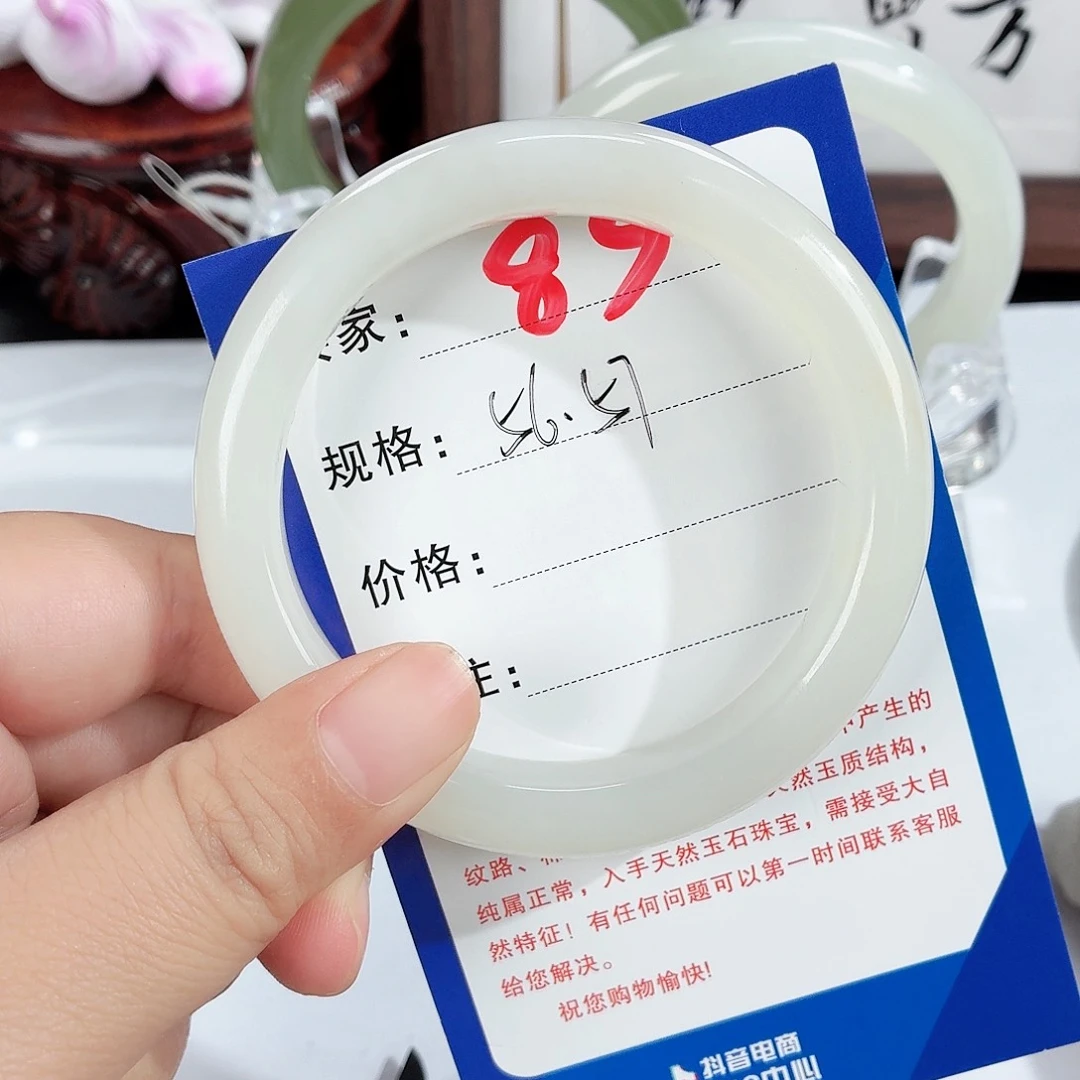 家：89
规格：56.57
价格：
注：
产生的
天然玉质结构，
纹路、
纯属正常，入手天然玉石珠宝，需接受大自
然特征！有任何问题可以第一时间联系客服
给您解决。
祝您购物愉快!
抖音电商
中心